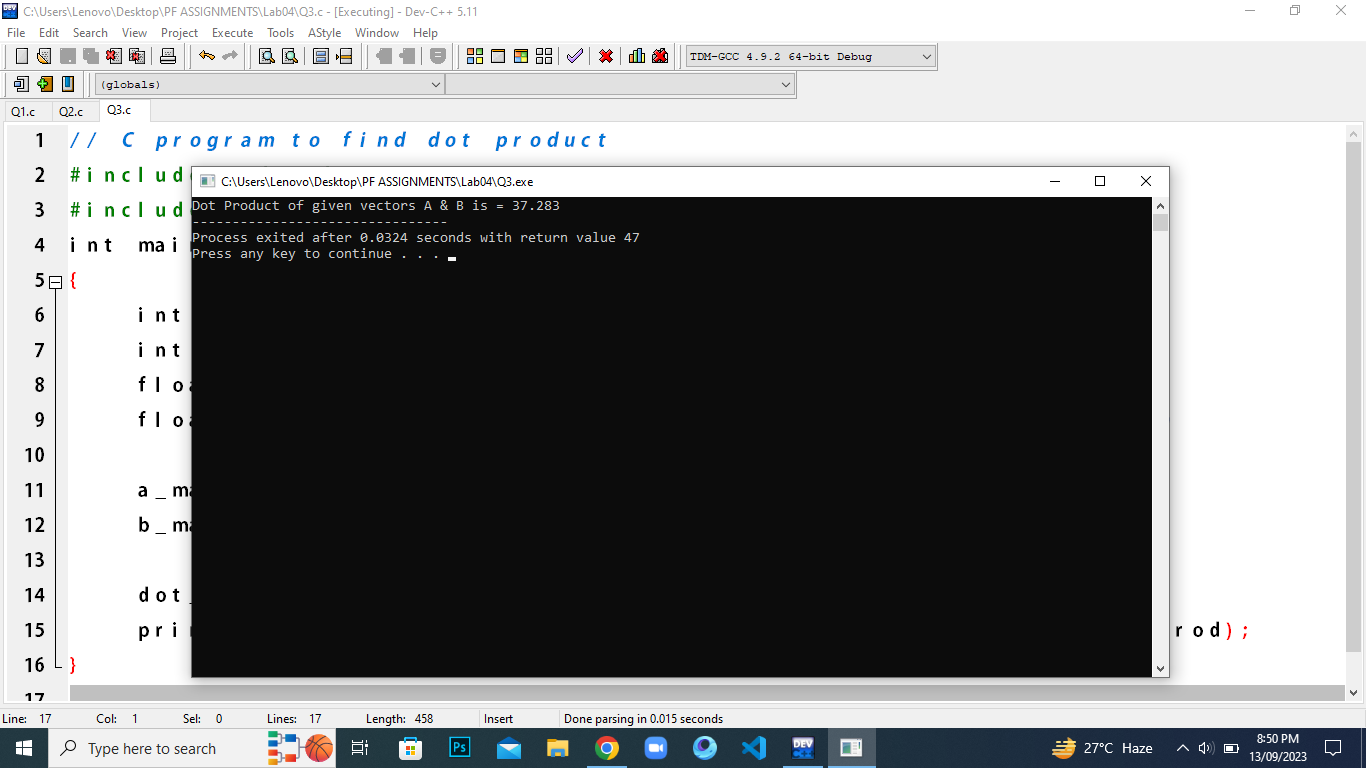 C:\Users\Lenovo\Desktop\PF ASSIGNMENTS\Lab04\Q3.c - [Executing] - Dev-C++ 5.11
File Edit Search View Project Execute Tools AStyle Window Help
TDM-GCC 4.9.2 64-bit Debug
(globals)
Q1.c Q2.c Q3.c
1 // C program to find dot product
2 #includ
3 #includ
4 int mai
5 {
6 int
7 int
8 floa
9 floa
10
11 a_ma
12 b_ma
13
14 dot_
15 prin rod);
16 }
17
C:\Users\Lenovo\Desktop\PF ASSIGNMENTS\Lab04\Q3.exe
Dot Product of given vectors A & B is = 37.283
--------------------------------
Process exited after 0.0324 seconds with return value 47
Press any key to continue . . .
Line: 17 Col: 1 Sel: 0 Lines: 17 Length: 458 Insert Done parsing in 0.015 seconds
Type here to search
Ps
DEV
27°C Haze
8:50 PM
13/09/2023